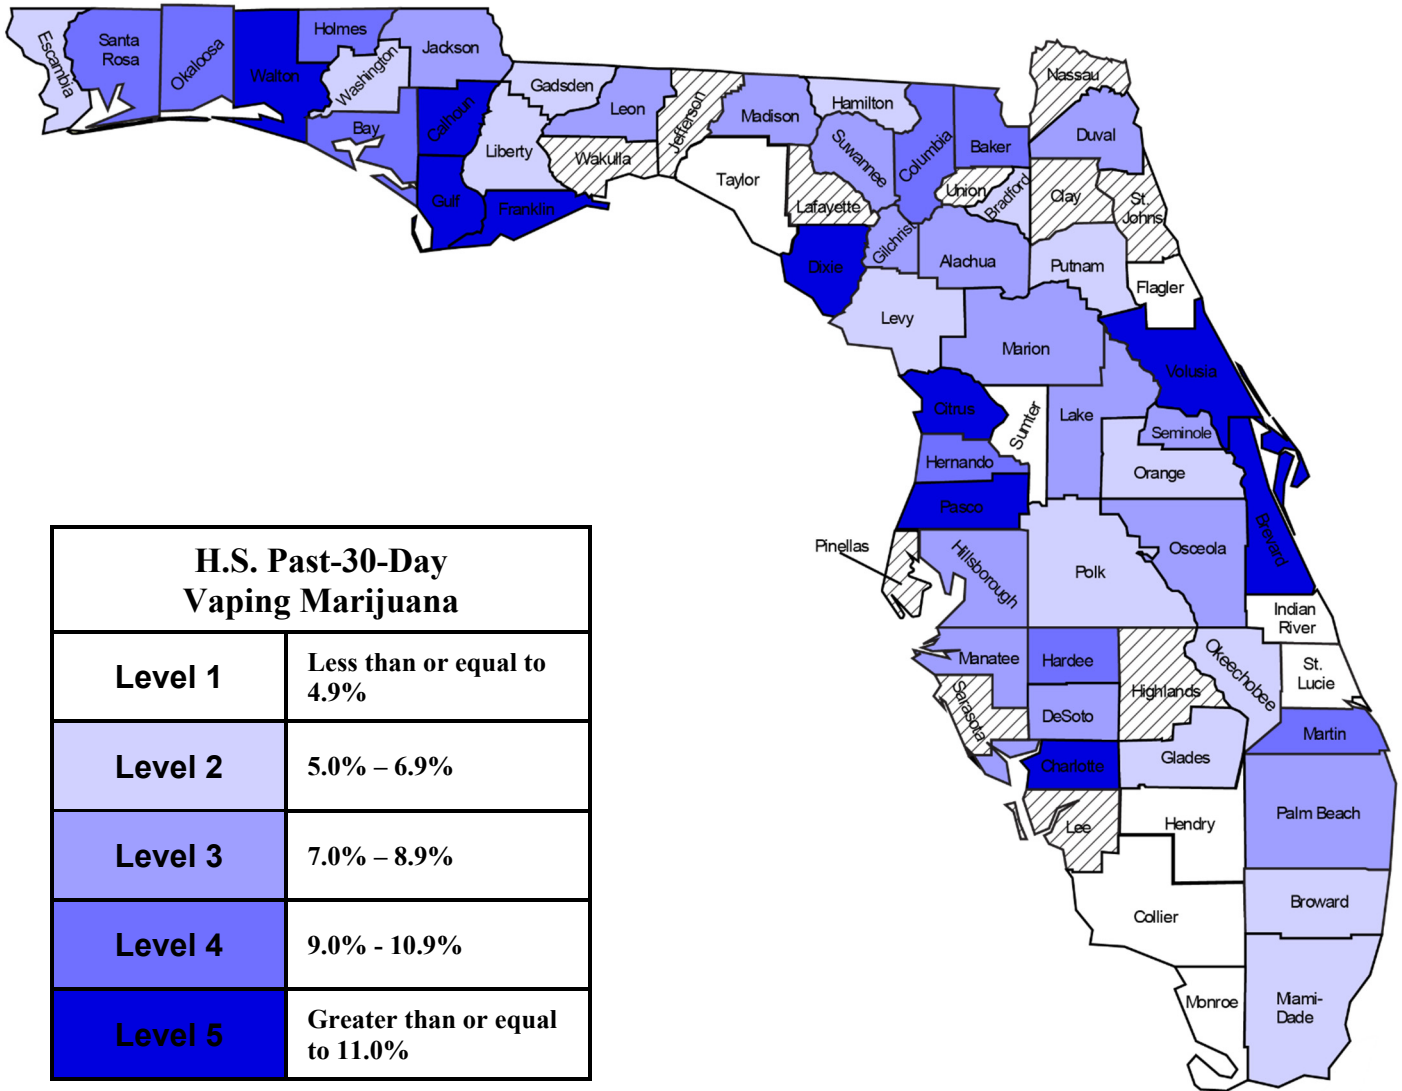 Escambia
Santa
Rosa
Okaloosa
Walton
Holmes
Washington
Jackson
Bay
Calhoun
Gulf
Gadsden
Liberty
Franklin
Leon
Wakulla
Jefferson
Madison
Taylor
Hamilton
Suwannee
Lafayette
Dixie
Columbia
Gilchrist
Baker
Union
Bradford
Alachua
Levy
Nassau
Duval
Clay
St.
Johns
Putnam
Flagler
Marion
Volusia
Citrus
Sumter
Lake
Seminole
Hernando
Orange
Pasco
Brevard
Pinellas
Hillsborough
Polk
Osceola
Indian
River
Manatee
Hardee
Highlands
Okeechobee
St.
Lucie
Sarasota
DeSoto
Martin
Charlotte
Glades
Lee
Hendry
Palm Beach
Collier
Broward
Monroe
Miami-
Dade
H.S. Past-30-Day
Vaping Marijuana
Level 1
Less than or equal to
4.9%
Level 2
5.0% – 6.9%
Level 3
7.0% – 8.9%
Level 4
9.0% - 10.9%
Level 5
Greater than or equal
to 11.0%